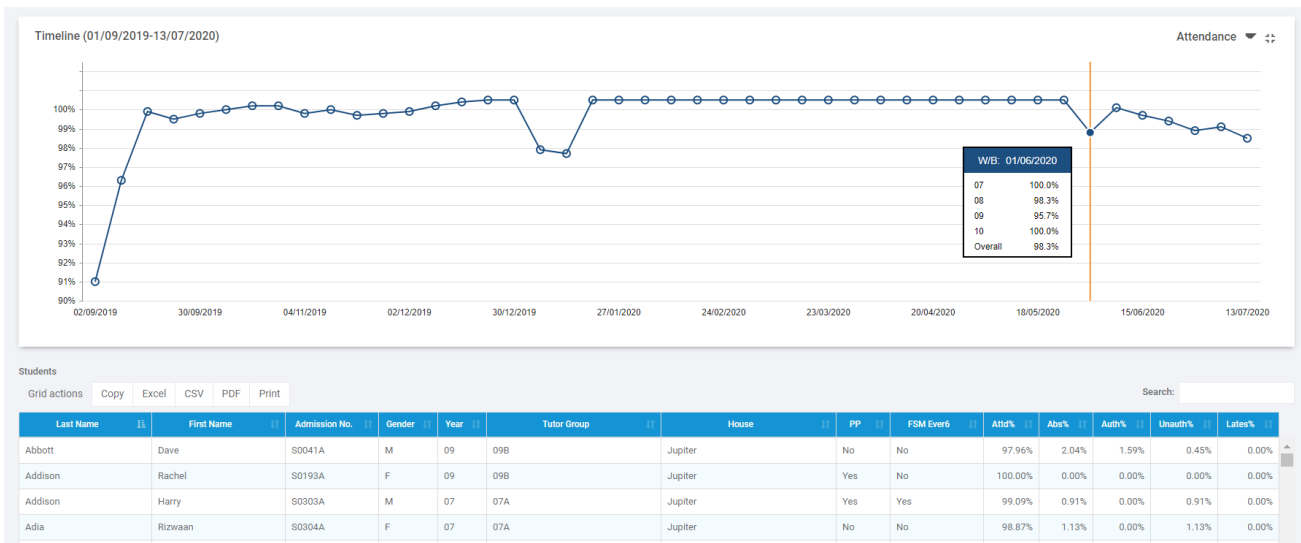 Timeline (01/09/2019-13/07/2020)
Attendance
100%
99%
98%
97%
96%
95%
94%
93%
92%
91%
90%
W/B: 01/06/2020
07 100.0%
08 98.3%
09 95.7%
10 100.0%
Overall 98.3%
02/09/2019 30/09/2019 04/11/2019 02/12/2019 30/12/2019 27/01/2020 24/02/2020 23/03/2020 20/04/2020 18/05/2020 15/06/2020 13/07/2020
Students
Grid actions Copy Excel CSV PDF Print Search:
Last Name First Name Admission No. Gender Year Tutor Group House PP FSM Ever6 Attd% Abs% Auth% Unauth% Lates%
Abbott Dave S0041A M 09 09B Jupiter No No 97.96% 2.04% 1.59% 0.45% 0.00%
Addison Rachel S0193A F 09 09B Jupiter Yes No 100.00% 0.00% 0.00% 0.00% 0.00%
Addison Harry S0303A M 07 07A Jupiter Yes Yes 99.09% 0.91% 0.00% 0.91% 0.00%
Adia Rizwaan S0304A F 07 07A Jupiter No No 98.87% 1.13% 0.00% 1.13% 0.00%